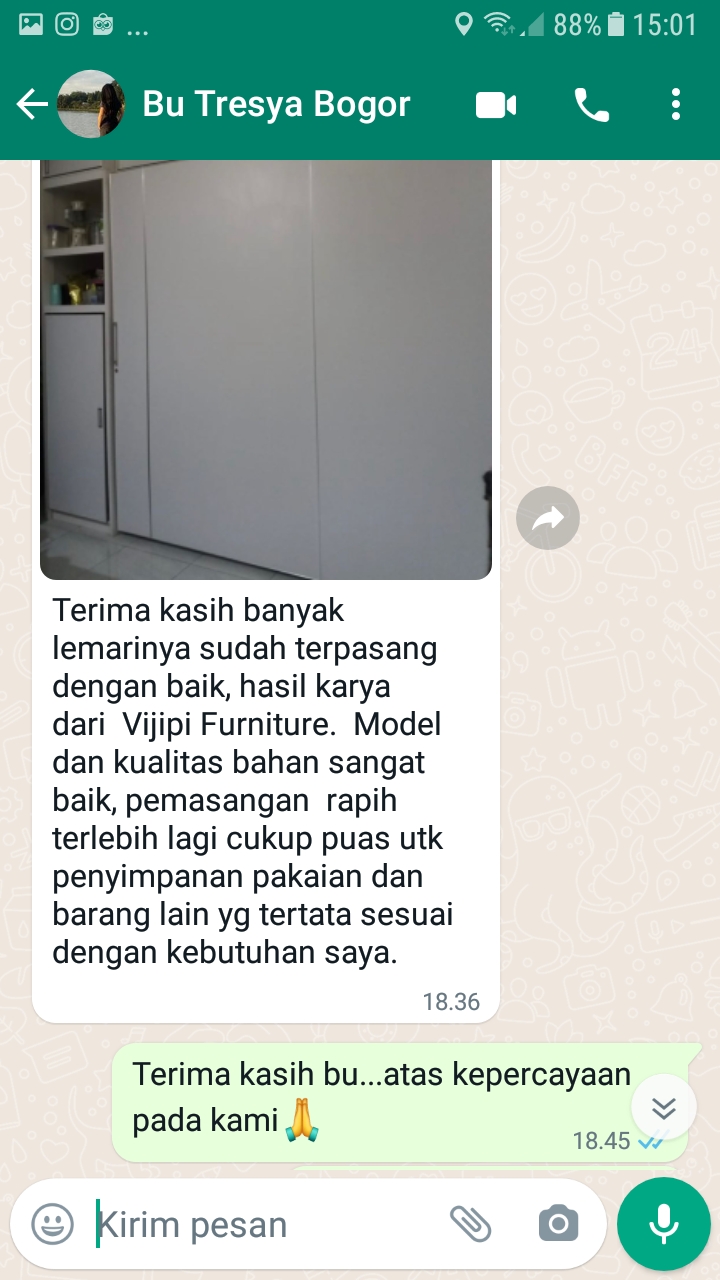 ... 88% 15:01
Bu Tresya Bogor
Terima kasih banyak
lemarinya sudah terpasang
dengan baik, hasil karya
dari  Vijipi Furniture.  Model
dan kualitas bahan sangat
baik, pemasangan  rapih
terlebih lagi cukup puas utk
penyimpanan pakaian dan
barang lain yg tertata sesuai
dengan kebutuhan saya.
18.36
Terima kasih bu...atas kepercayaan
pada kami🙏
18.45
Kirim pesan